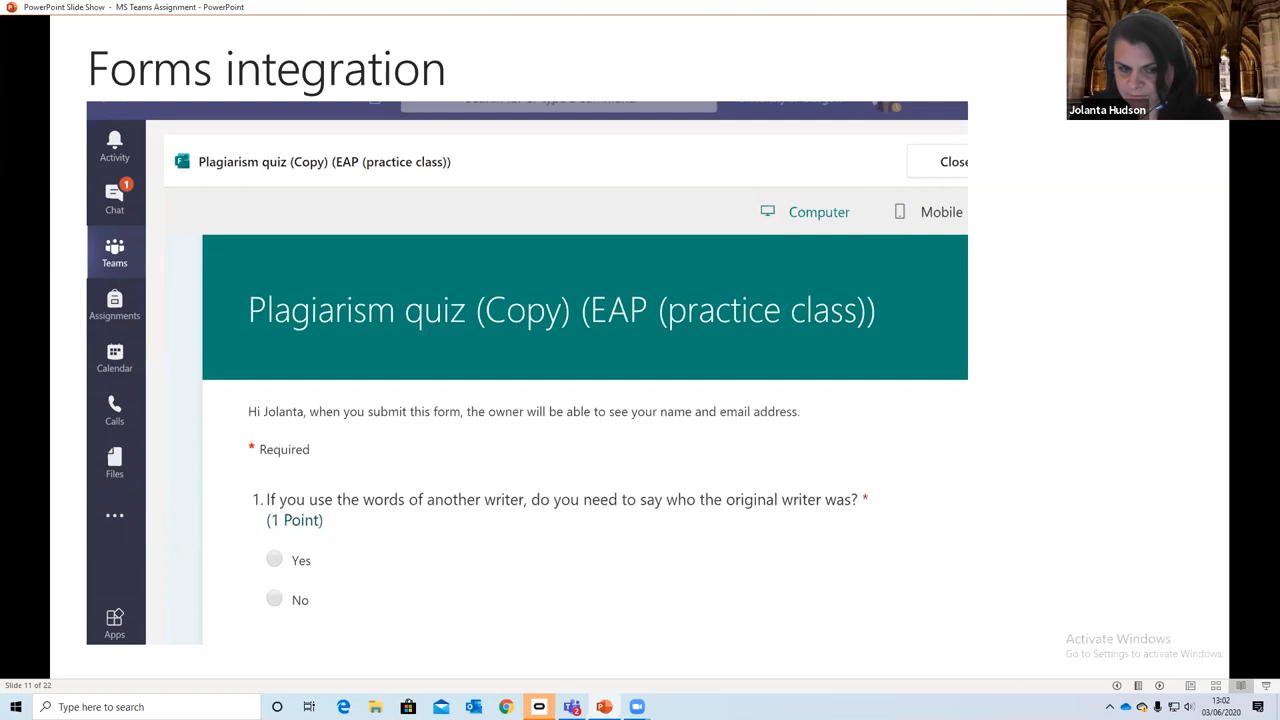 PowerPoint Slide Show - MS Teams Assignment - PowerPoint
Forms integration
Jolanta Hudson
Activity
Plagiarism quiz (Copy) (EAP (practice class))
Close
1
Chat
Computer
Mobile
Teams
Plagiarism quiz (Copy) (EAP (practice class))
Assignments
Calendar
Hi Jolanta, when you submit this form, the owner will be able to see your name and email address.
Calls
* Required
Files
1. If you use the words of another writer, do you need to say who the original writer was? *
(1 Point)
Yes
No
Apps
Activate Windows
Go to Settings to activate Windows.
Slide 11 of 22
Type here to search
2
13:02
03/06/2020